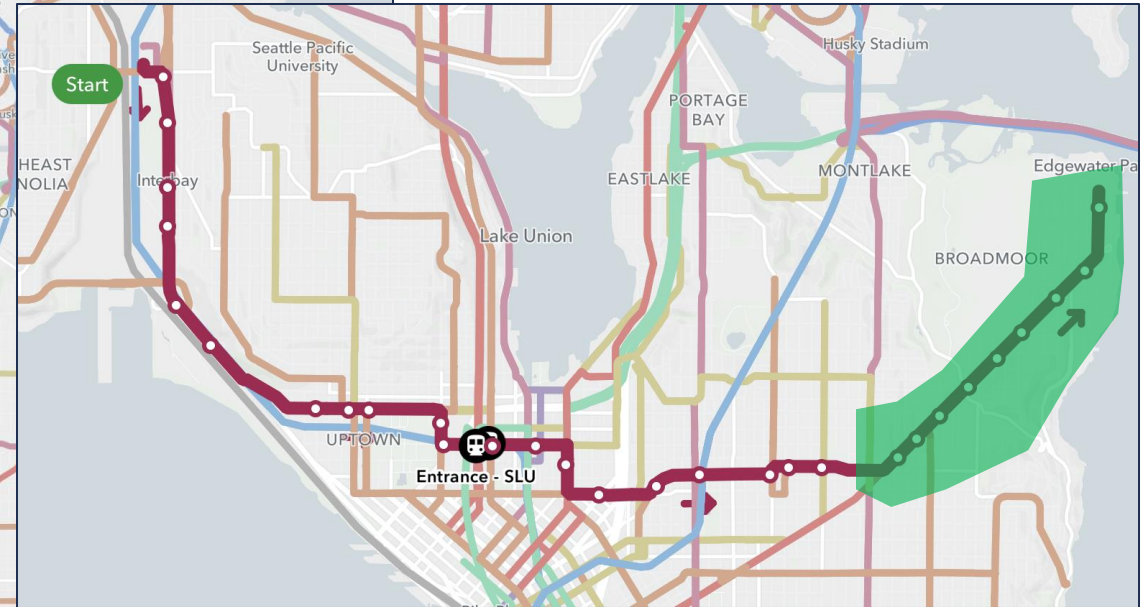 Seattle Pacific
University
Husky Stadium
Start
PORTAGE
BAY
HEAST
NOLIA
Interbay
EASTLAKE
MONTLAKE
Edgewater Pa
Lake Union
BROADMOOR
UPTOWN
Entrance - SLU